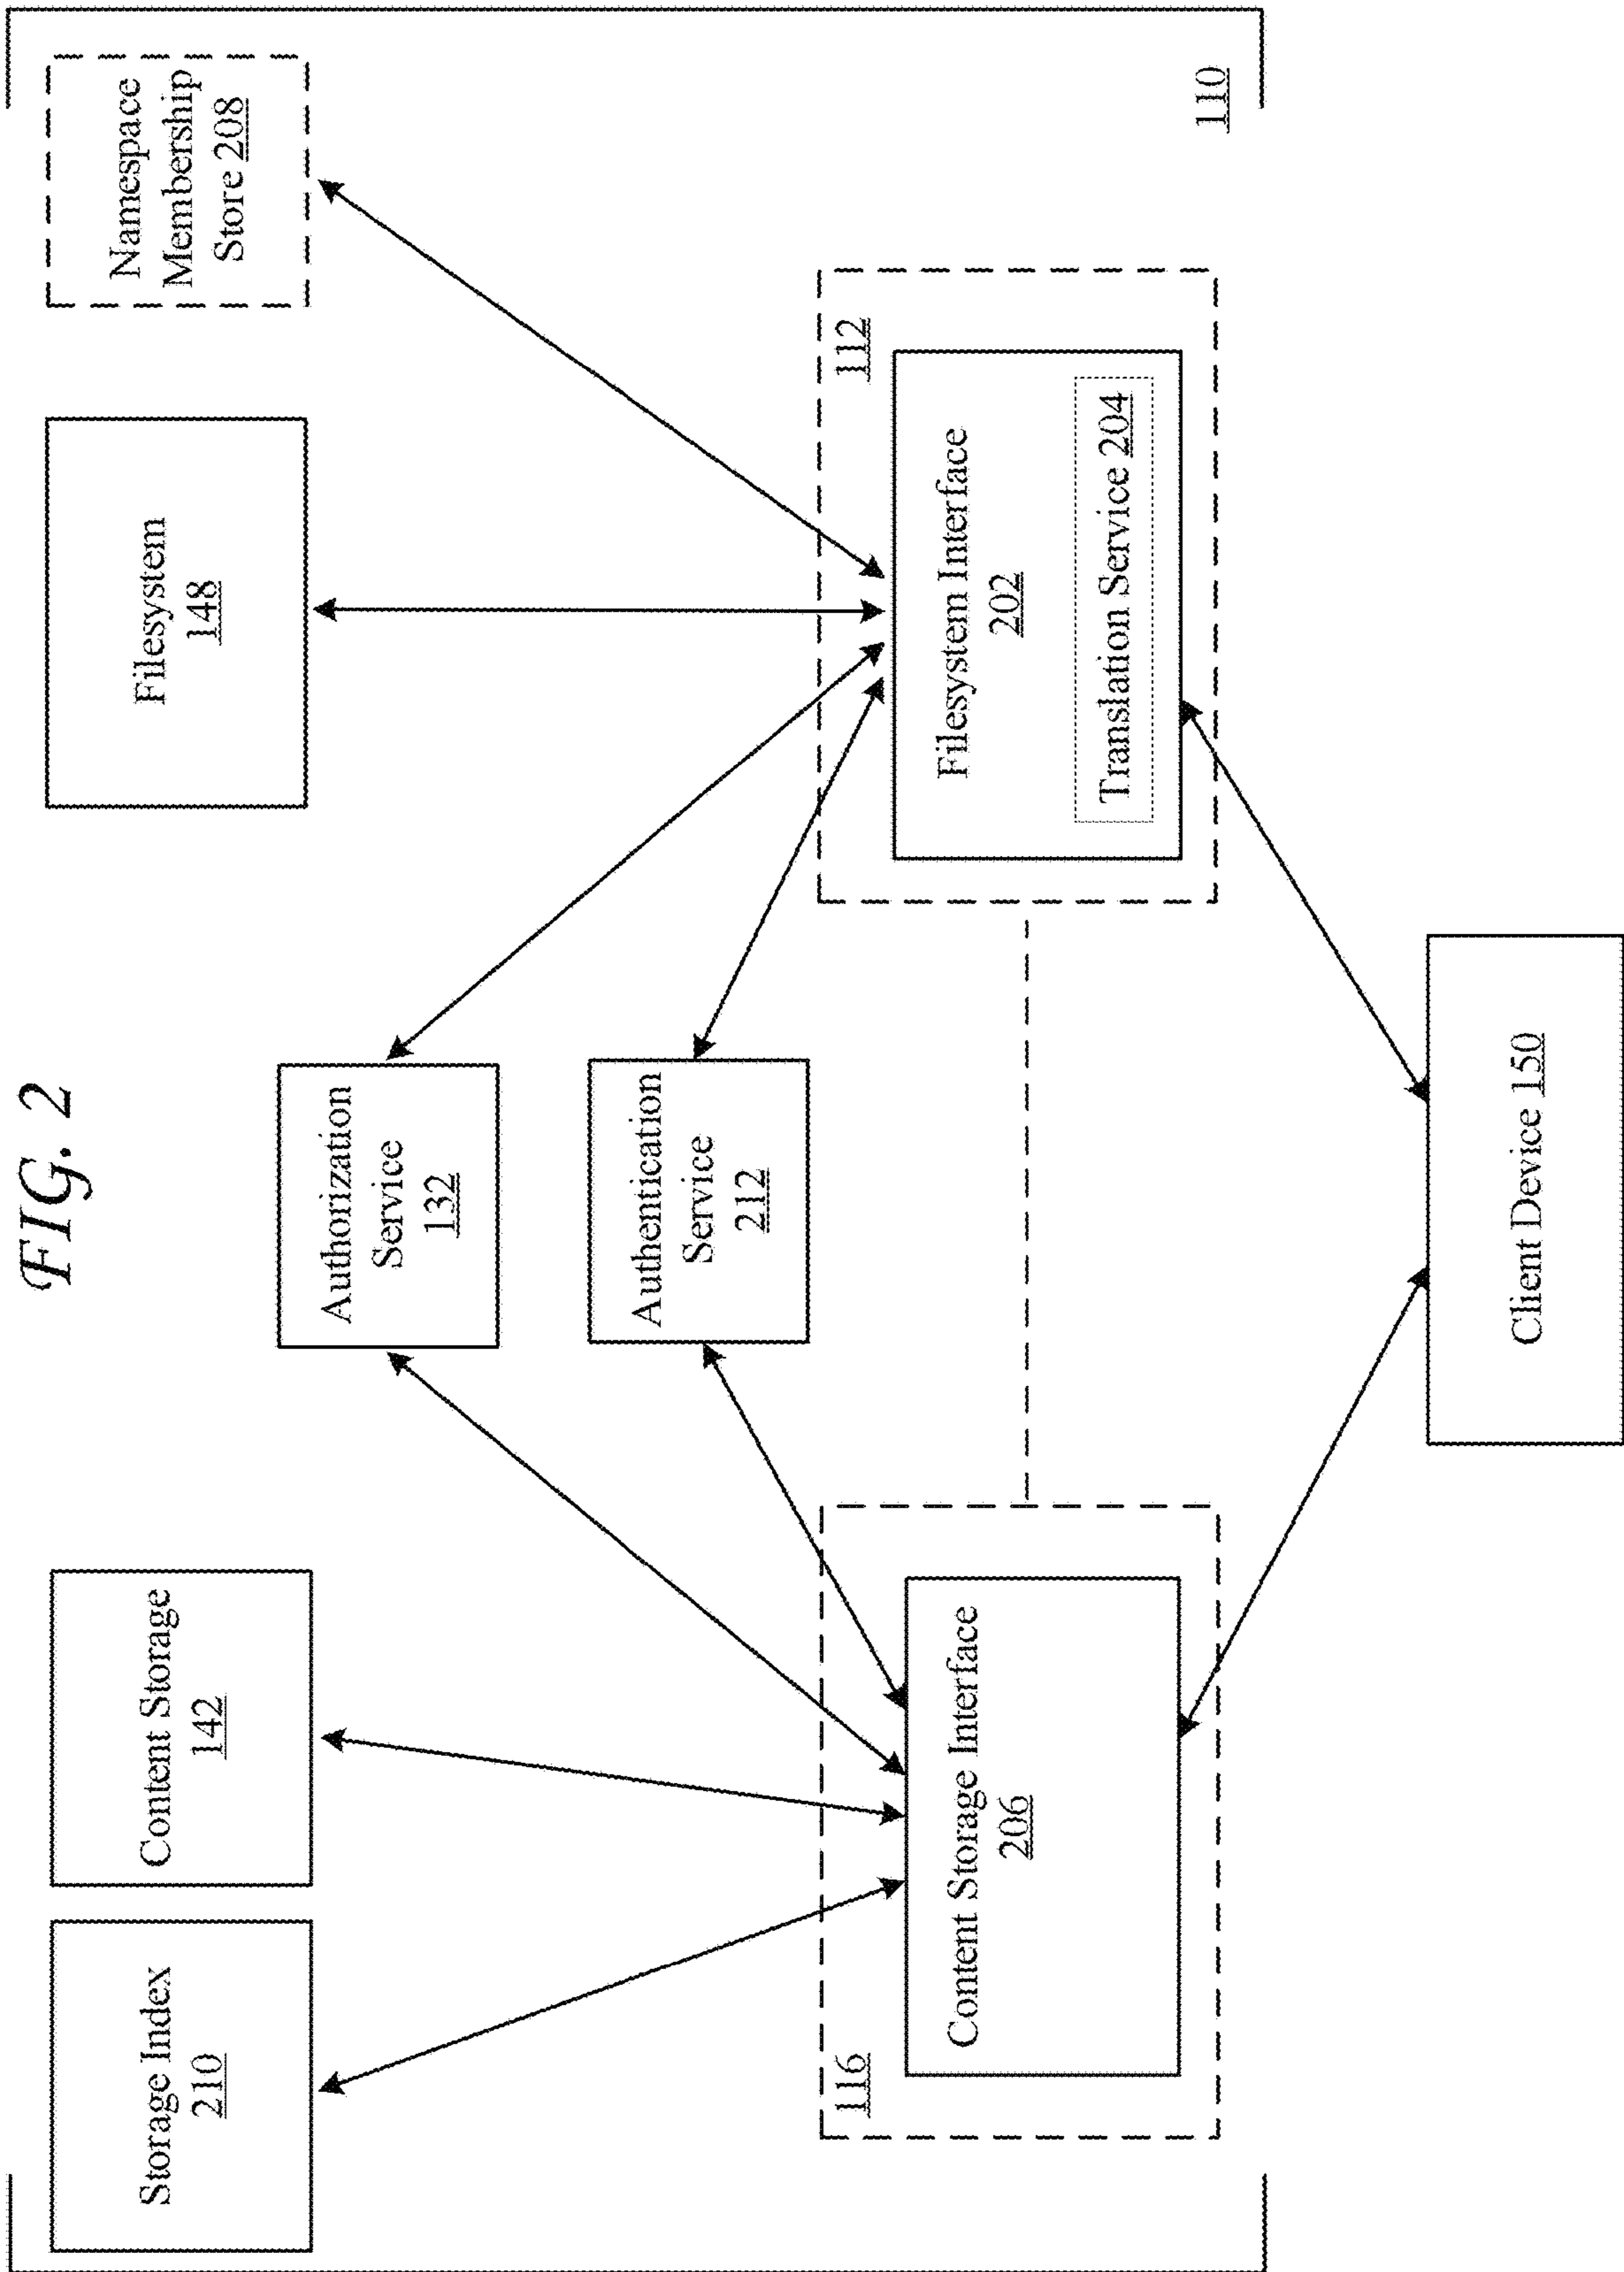 FIG. 2
Storage Index
210
Content Storage
142
Filesystem
148
Namespace
Membership
Store 208
Authorization
Service
132
Authentication
Service
212
116
Content Storage Interface
206
112
Filesystem Interface
202
Translation Service 204
110
Client Device 150